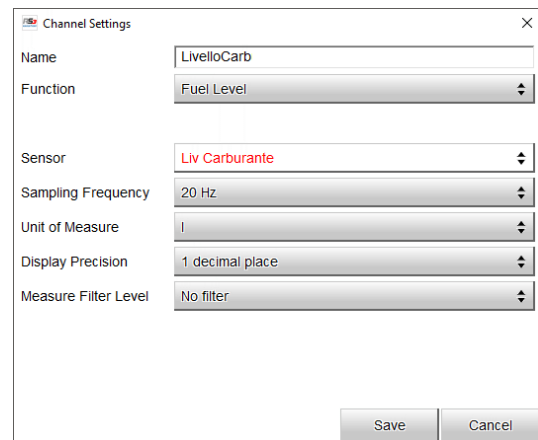 RS3 Channel Settings
Name LivelloCarb
Function Fuel Level
Sensor Liv Carburante
Sampling Frequency 20 Hz
Unit of Measure l
Display Precision 1 decimal place
Measure Filter Level No filter
Save Cancel